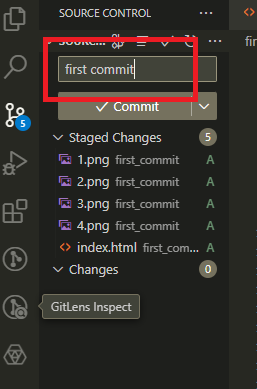 SOURCE CONTROL
SOURC...
first commit
Commit
Staged Changes 5
1.png first_commit A
2.png first_commit A
3.png first_commit A
4.png first_commit A
index.html first_com... A
Changes 0
5
GitLens Inspect
fir